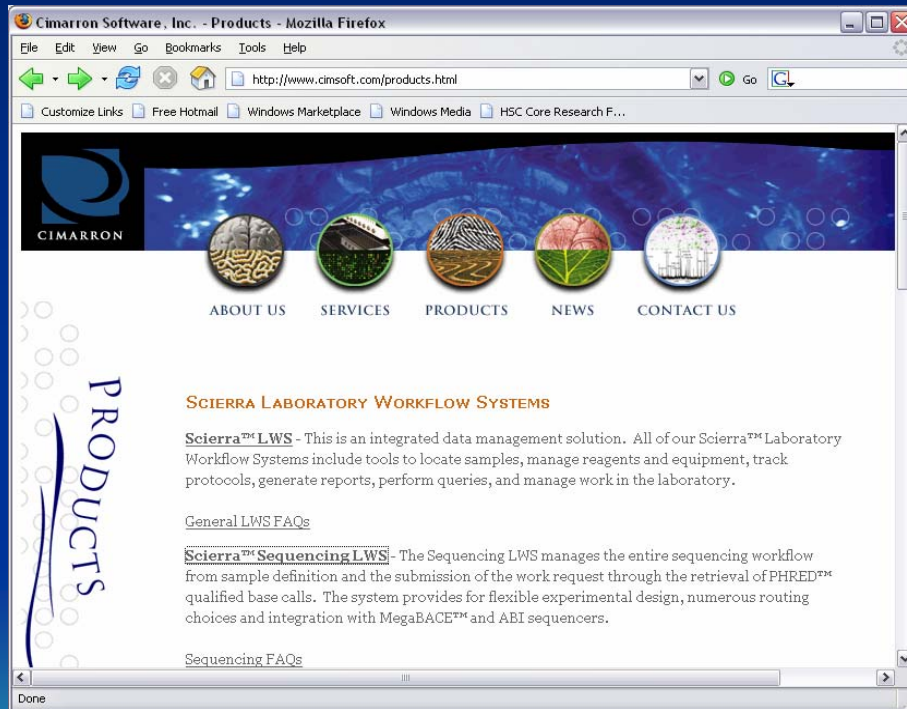 Cimarron Software, Inc. - Products - Mozilla Firefox
File Edit View Go Bookmarks Tools Help
http://www.cimsoft.com/products.html Go G
Customize Links Free Hotmail Windows Marketplace Windows Media HSC Core Research F...
CIMARRON
ABOUT US SERVICES PRODUCTS NEWS CONTACT US
PRODUCTS
SCIERRA LABORATORY WORKFLOW SYSTEMS
Scierra™ LWS - This is an integrated data management solution. All of our Scierra™ Laboratory
Workflow Systems include tools to locate samples, manage reagents and equipment, track
protocols, generate reports, perform queries, and manage work in the laboratory.
General LWS FAQs
Scierra™ Sequencing LWS - The Sequencing LWS manages the entire sequencing workflow
from sample definition and the submission of the work request through the retrieval of PHRED™
qualified base calls. The system provides for flexible experimental design, numerous routing
choices and integration with MegaBACE™ and ABI sequencers.
Sequencing FAQs
Done